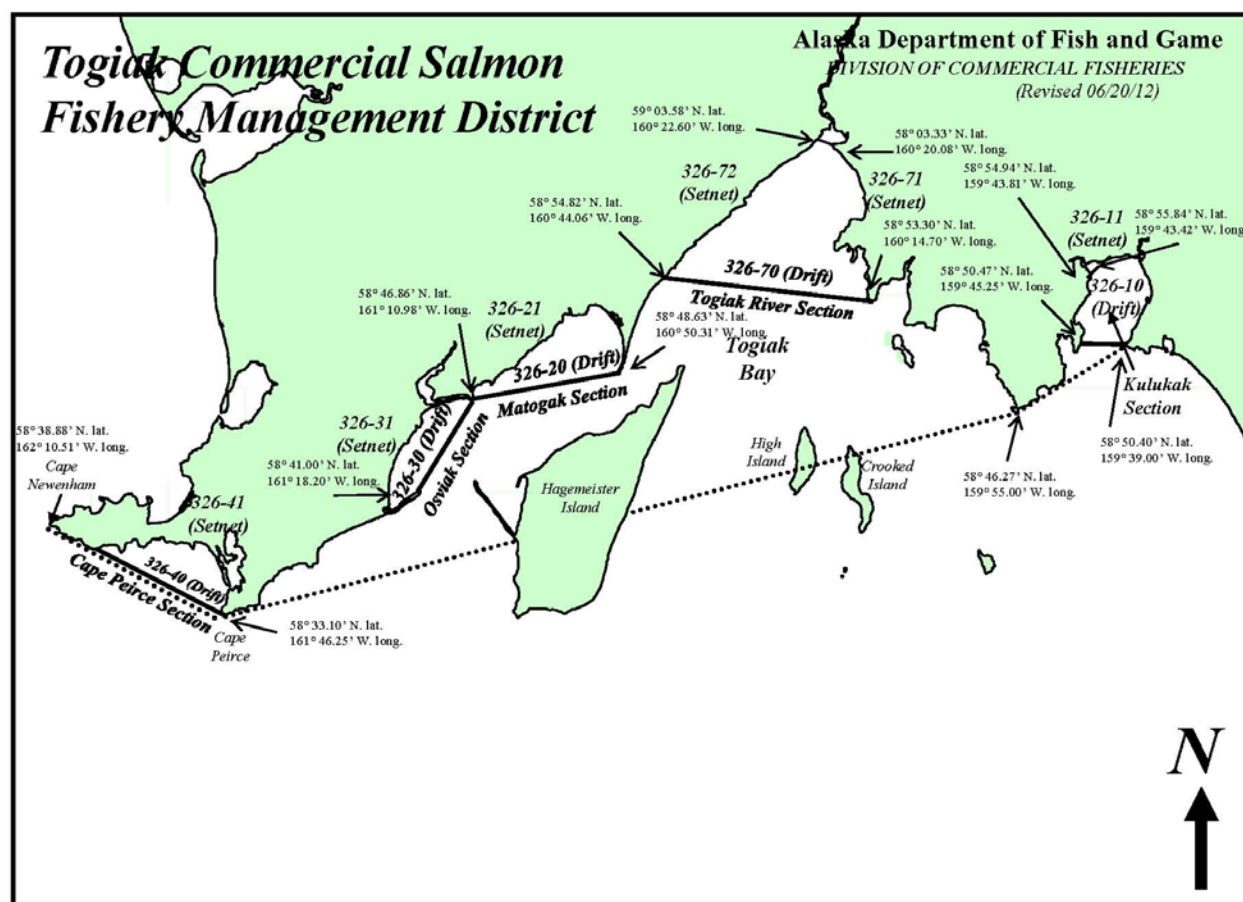 Togiak Commercial Salmon
Fishery Management District
Alaska Department of Fish and Game
DIVISION OF COMMERCIAL FISHERIES
(Revised 06/20/12)
59° 03.58' N. lat.
160° 22.60' W. long.
58° 03.33' N. lat.
160° 20.08' W. long.
326-72
(Setnet)
326-71
(Setnet)
58° 54.94' N. lat.
159° 43.81' W. long.
58° 54.82' N. lat.
160° 44.06' W. long.
58° 53.30' N. lat.
160° 14.70' W. long.
326-11
(Setnet)
58° 55.84' N. lat.
159° 43.42' W. long.
58° 50.47' N. lat.
159° 45.25' W. long.
326-10
(Drift)
326-70 (Drift)
Togiak River Section
58° 46.86' N. lat.
161° 10.98' W. long.
326-21
(Setnet)
58° 48.63' N. lat.
160° 50.31' W. long.
326-20 (Drift)
Matogak Section
Togiak
Bay
Kulukak
Section
326-31
(Setnet)
326-30 (Drift)
Osviak Section
58° 38.88' N. lat.
162° 10.51' W. long.
Cape
Newenham
58° 41.00' N. lat.
161° 18.20' W. long.
High
Island
Crooked
Island
58° 50.40' N. lat.
159° 39.00' W. long.
58° 46.27' N. lat.
159° 55.00' W. long.
Hagemeister
Island
326-41
(Setnet)
326-40 (Drift)
Cape Peirce Section
58° 33.10' N. lat.
161° 46.25' W. long.
Cape
Peirce
N